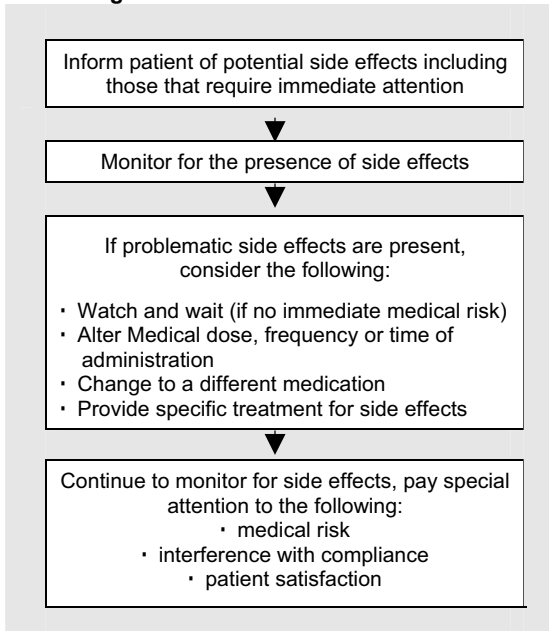 Inform patient of potential side effects including
those that require immediate attention
Monitor for the presence of side effects
If problematic side effects are present,
consider the following:
· Watch and wait (if no immediate medical risk)
· Alter Medical dose, frequency or time of
administration
· Change to a different medication
· Provide specific treatment for side effects
Continue to monitor for side effects, pay special
attention to the following:
· medical risk
· interference with compliance
· patient satisfaction